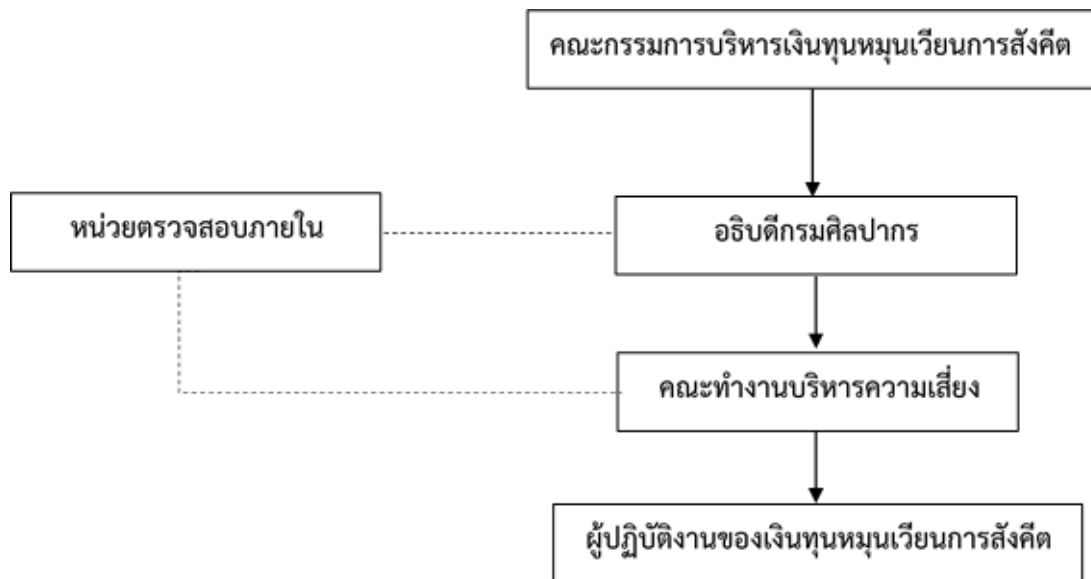 คณะกรรมการบริหารเงินทุนหมุนเวียนการสังคีต
หน่วยตรวจสอบภายใน
อธิบดีกรมศิลปากร
คณะทำงานบริหารความเสี่ยง
ผู้ปฏิบัติงานของเงินทุนหมุนเวียนการสังคีต